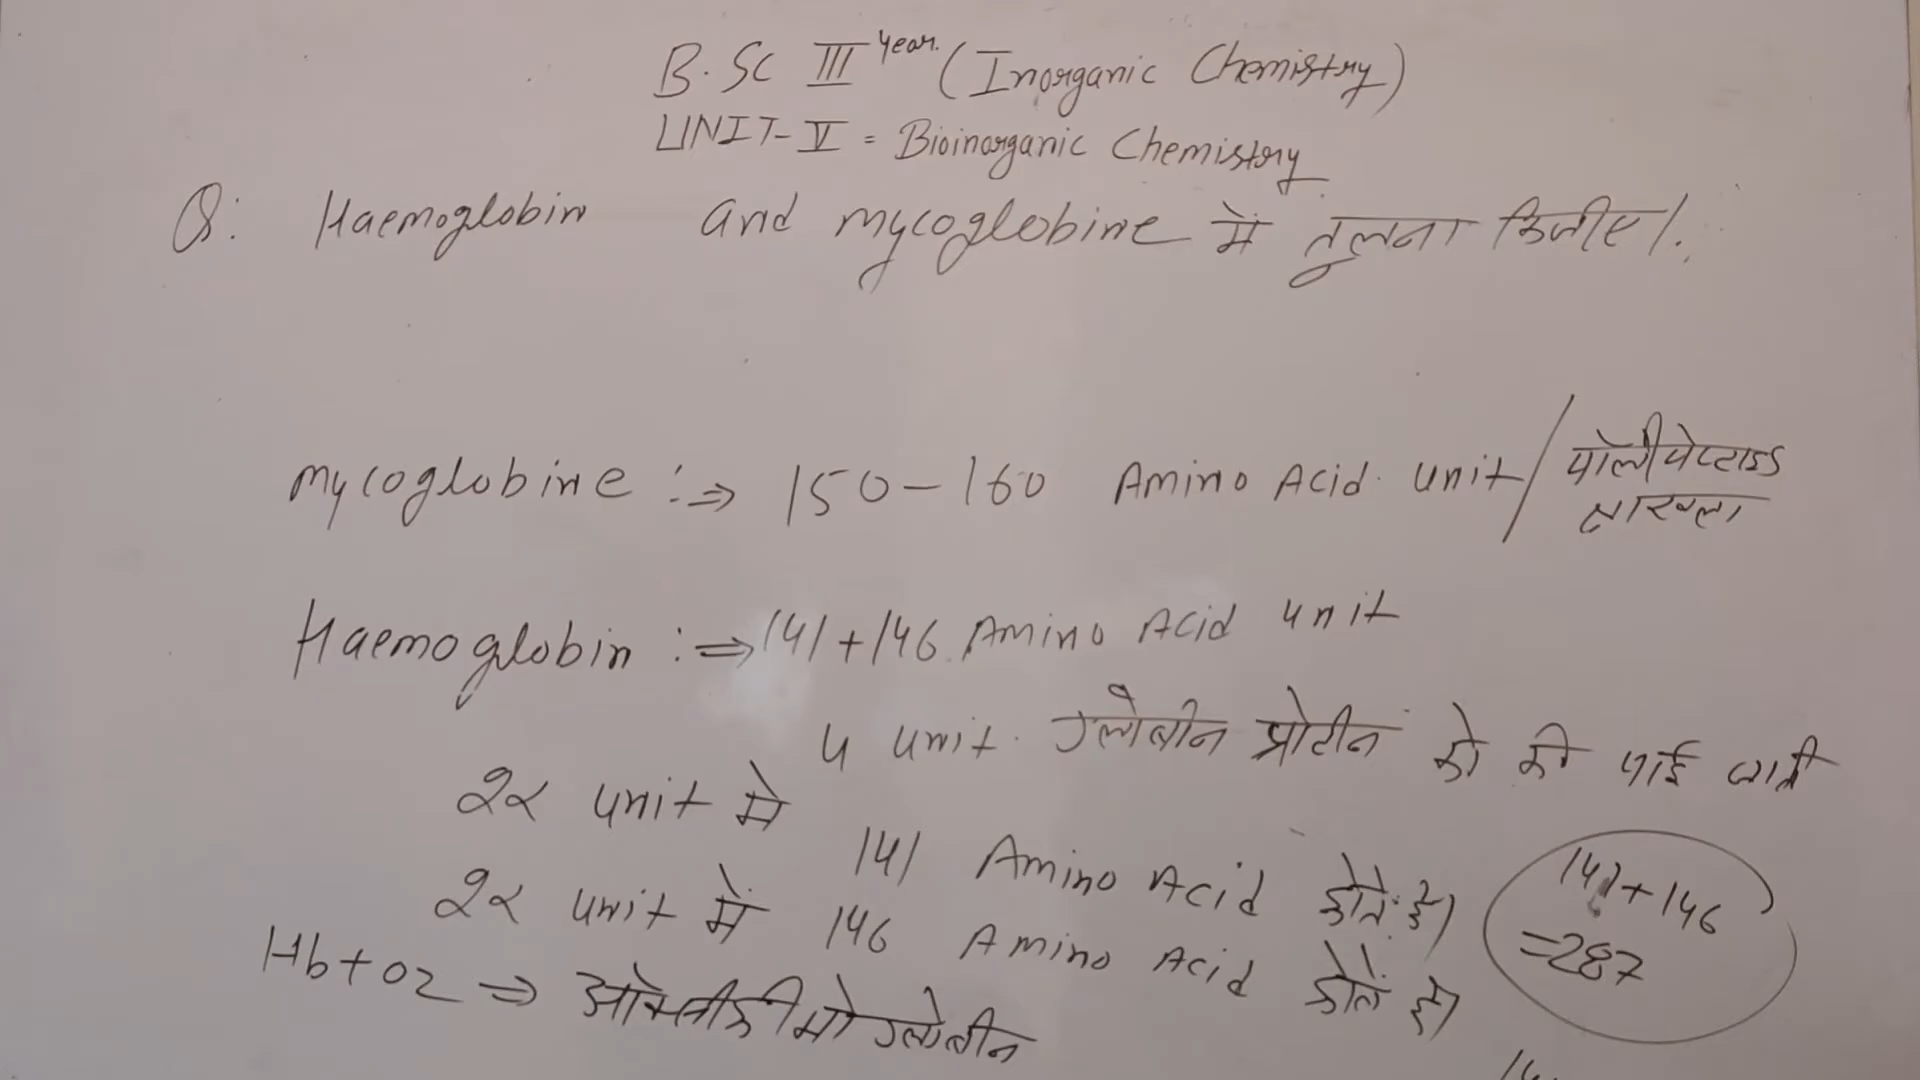 B.Sc III Year. (Inorganic Chemistry)
UNIT-V = Bioinorganic Chemistry
Q: Haemoglobin and mycoglobine में तुलना किजीए।
mycoglobine :⇒ 150-160 Amino Acid unit / पॉलीपेप्टाइड
Haemoglobin :⇒ 141+146 Amino Acid unit
4 unit ग्लोबीन प्रोटीन को की पाई जाती
2α unit मे 141 Amino Acid होते है।
2α unit में 146 Amino Acid होते है।
141+146
=287
Hb+O2 ⇒ ऑक्सीहीमोग्लोबीन